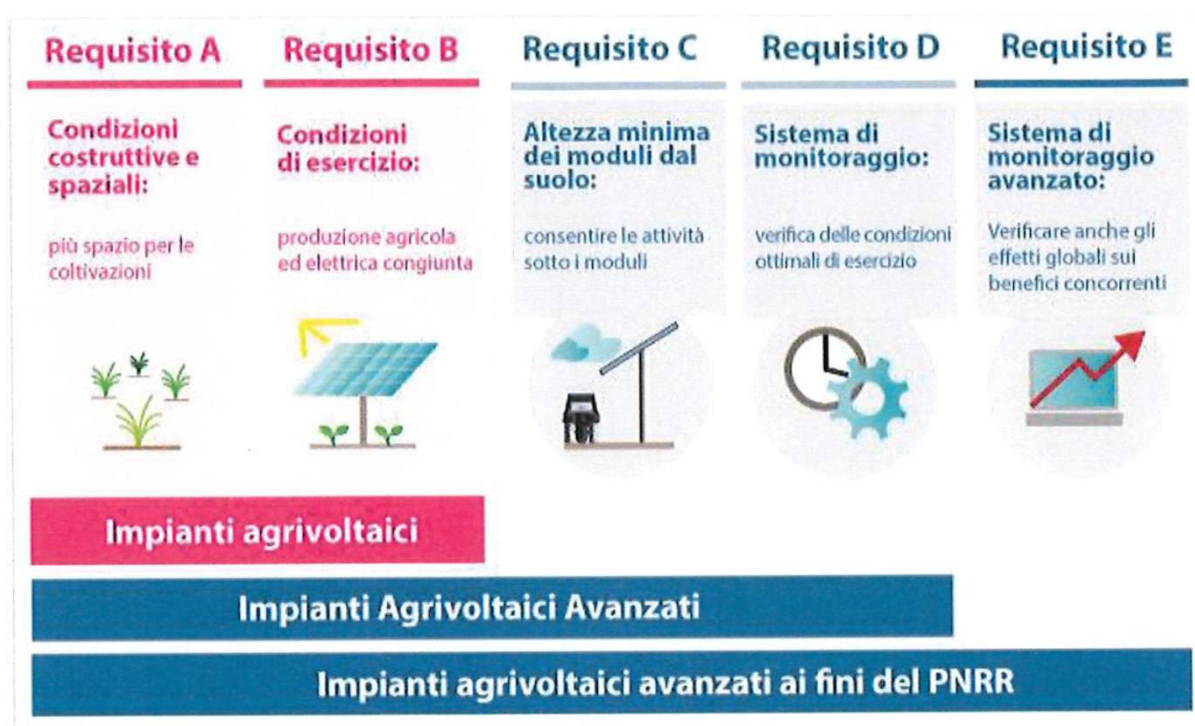 Requisito A
Condizioni
costruttive e
spaziali:
più spazio per le
coltivazioni
Requisito B
Condizioni
di esercizio:
produzione agricola
ed elettrica congiunta
Requisito C
Altezza minima
dei moduli dal
suolo:
consentire le attività
sotto i moduli
Requisito D
Sistema di
monitoraggio:
verifica delle condizioni
ottimali di esercizio
Requisito E
Sistema di
monitoraggio
avanzato:
Verificare anche gli
effetti globali sui
benefici concorrenti
Impianti agrivoltaici
Impianti Agrivoltaici Avanzati
Impianti agrivoltaici avanzati ai fini del PNRR